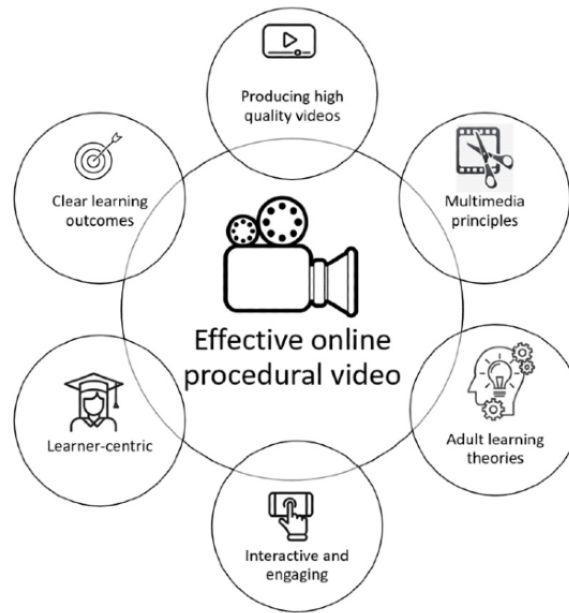 Producing high
quality videos
Clear learning
outcomes
Multimedia
principles
Effective online
procedural video
Learner-centric
Adult learning
theories
Interactive and
engaging